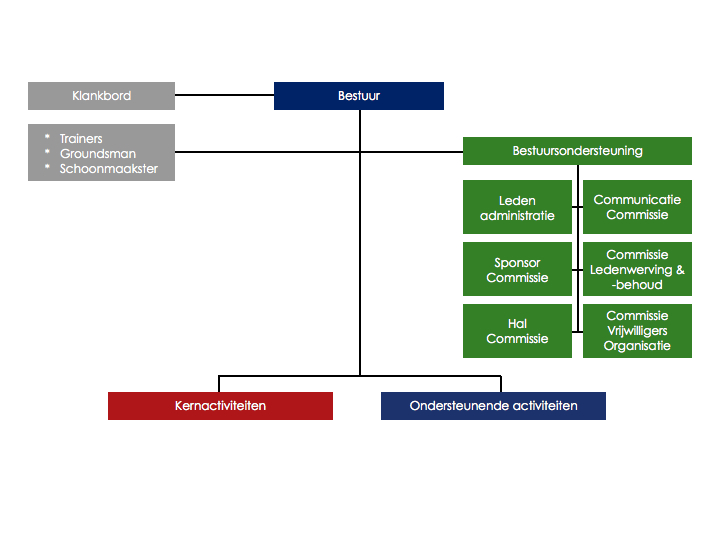 Klankbord
Bestuur
* Trainers
* Groundsman
* Schoonmaakster
Bestuursondersteuning
Leden
administratie
Communicatie
Commissie
Sponsor
Commissie
Commissie
Ledenwerving &
-behoud
Hal
Commissie
Commissie
Vrijwilligers
Organisatie
Kernactiviteiten
Ondersteunende activiteiten